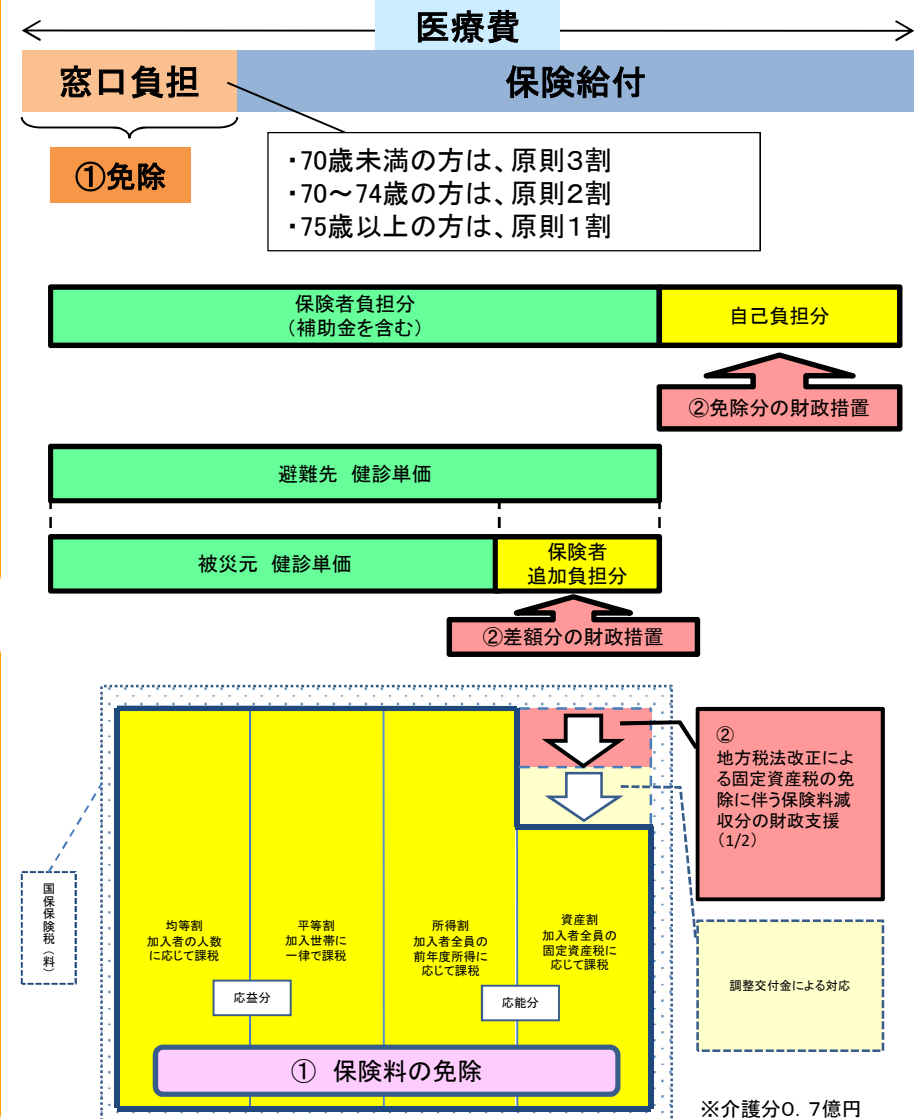 医療費
窓口負担
保険給付
①免除
・70歳未満の方は、原則３割
・70～74歳の方は、原則２割
・75歳以上の方は、原則１割
保険者負担分
（補助金を含む）
自己負担分
②免除分の財政措置
避難先 健診単価
被災元 健診単価
保険者
追加負担分
②差額分の財政措置
②
地方税法改正によ
る固定資産税の免
除に伴う保険料減
収分の財政支援
(1/2)
国保保険税（料）
均等割
加入者の人数
に応じて課税
平等割
加入世帯に
一律で課税
所得割
加入者全員の
前年度所得に
応じて課税
資産割
加入者全員の
固定資産税に
応じて課税
応益分
応能分
調整交付金による対応
① 保険料の免除
※介護分０．７億円